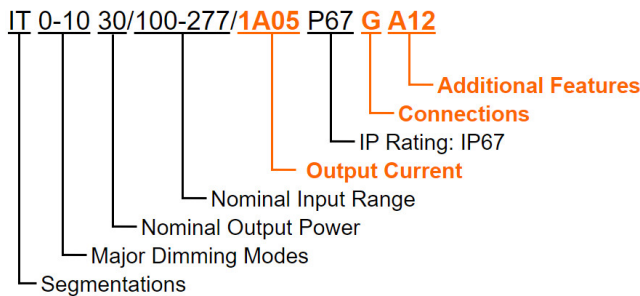 IT 0-10 30/100-277/1A05 P67 G A12
Additional Features
Connections
IP Rating: IP67
Output Current
Nominal Input Range
Nominal Output Power
Major Dimming Modes
Segmentations